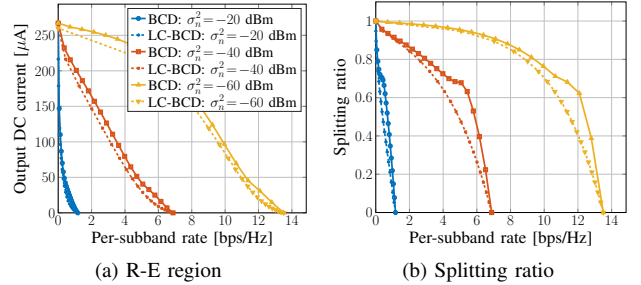 Output DC current [μA]
250
200
150
100
50
0
0 2 4 6 8 10 12 14
Per-subband rate [bps/Hz]
BCD: σ_n^2=−20 dBm
LC-BCD: σ_n^2=−20 dBm
BCD: σ_n^2=−40 dBm
LC-BCD: σ_n^2=−40 dBm
BCD: σ_n^2=−60 dBm
LC-BCD: σ_n^2=−60 dBm
(a) R-E region
Splitting ratio
1
0.8
0.6
0.4
0.2
0
0 2 4 6 8 10 12 14
Per-subband rate [bps/Hz]
(b) Splitting ratio